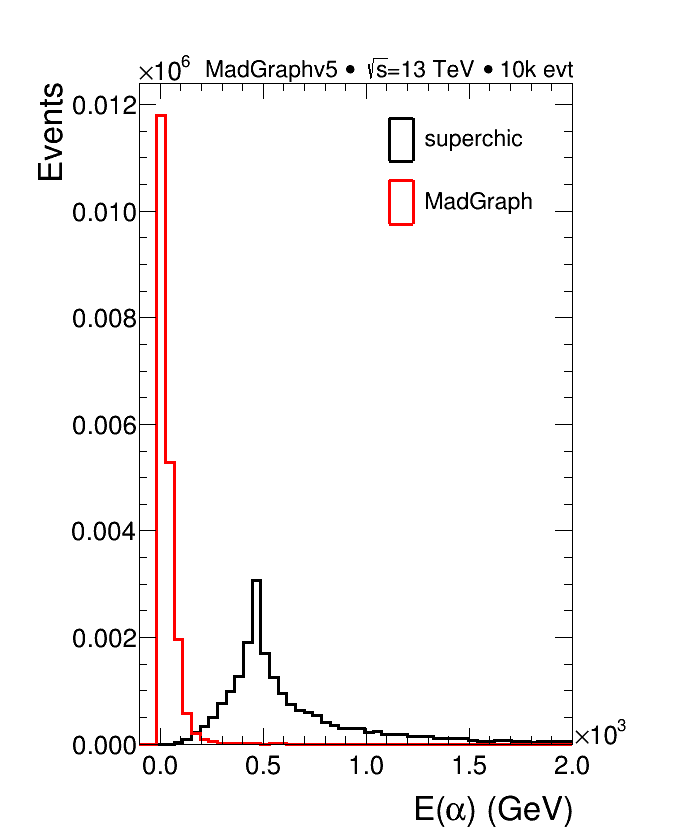 ×10⁶ MadGraphv5 • √s=13 TeV • 10k evt
Events
superchic
MadGraph
0.012
0.010
0.008
0.006
0.004
0.002
0.000
0.0 0.5 1.0 1.5 2.0
×10³
E(α) (GeV)